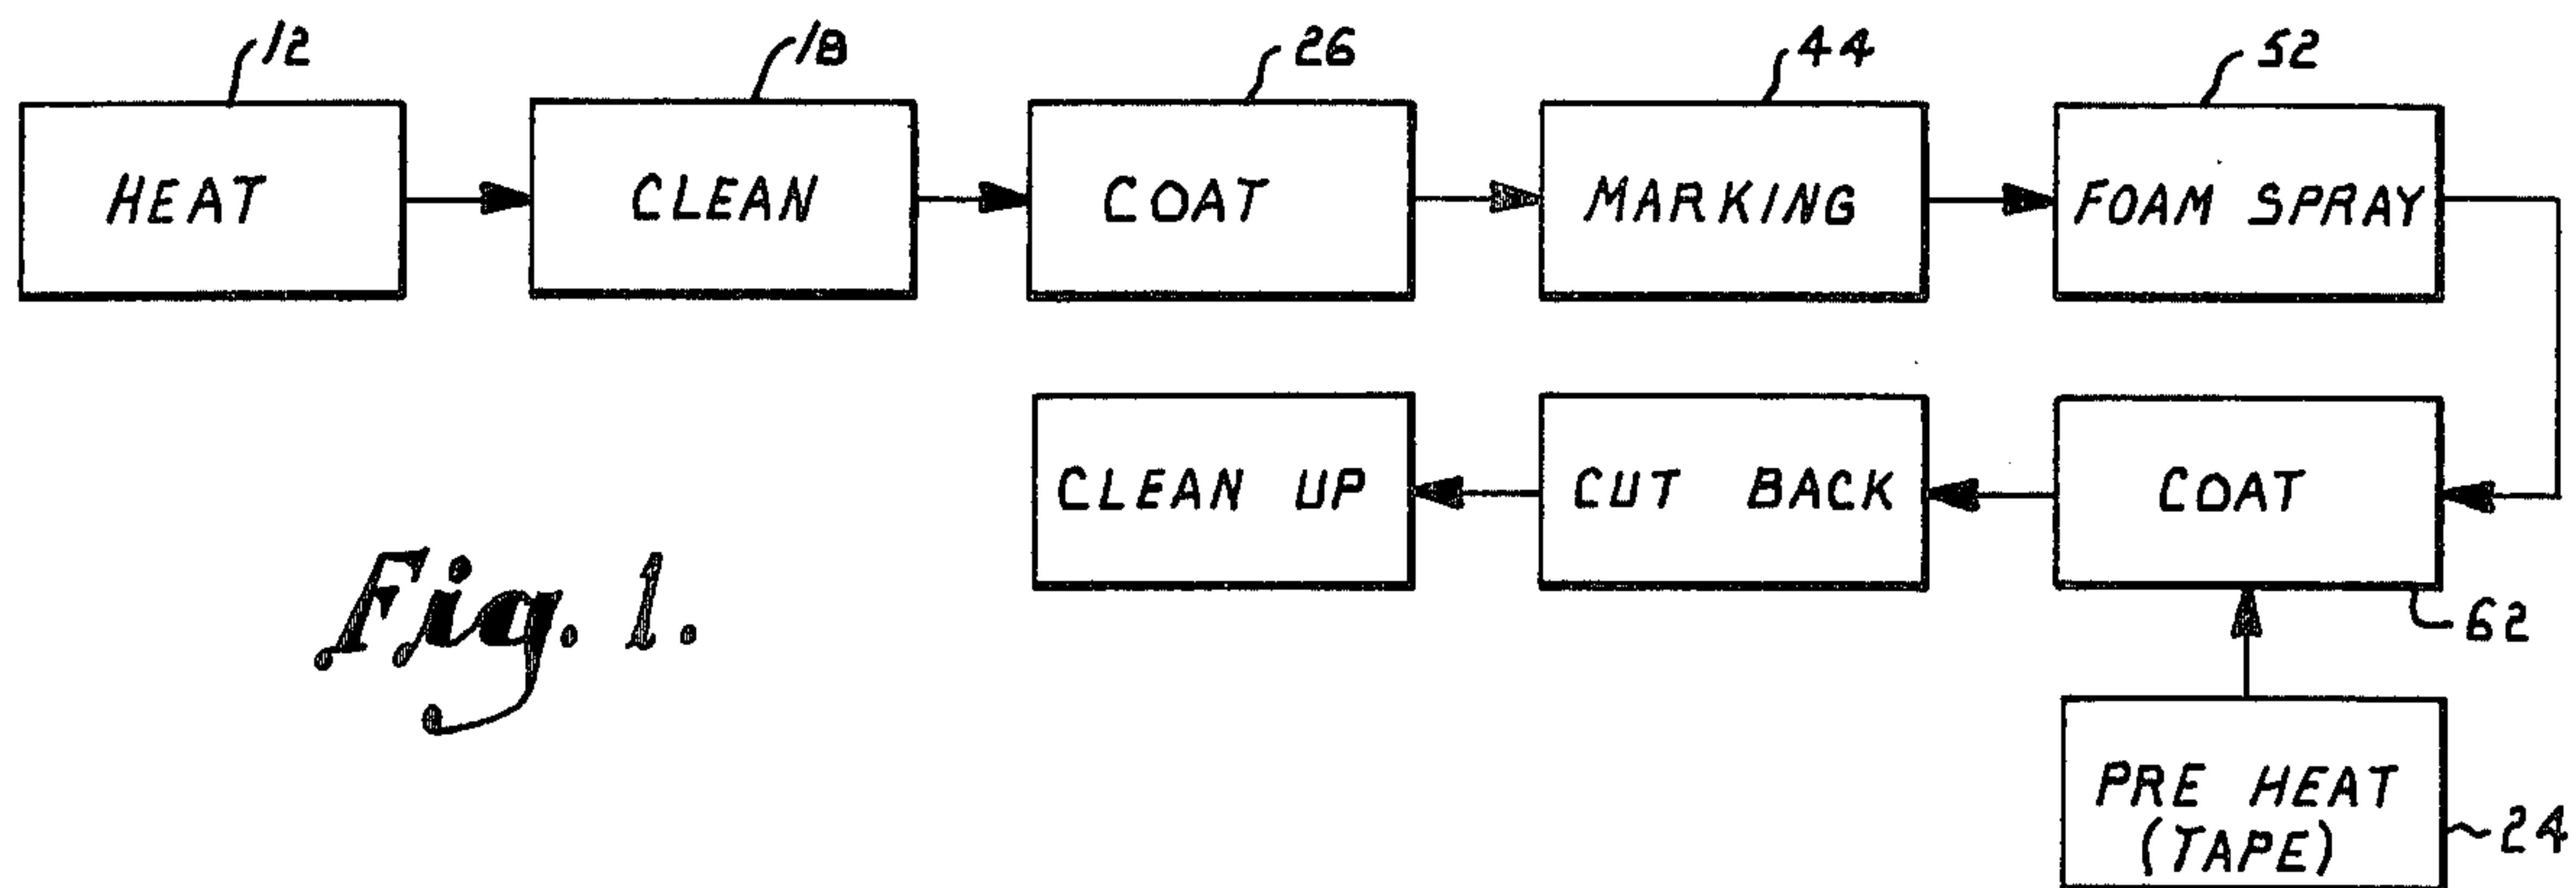 12
18
26
44
52
HEAT
CLEAN
COAT
MARKING
FOAM SPRAY
CLEAN UP
CUT BACK
COAT
62
Fig. 1.
PRE HEAT
(TAPE)
24